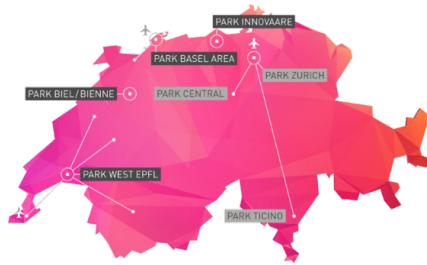 PARK INNOVAARE
PARK BASEL AREA
PARK ZURICH
PARK BIEL/BIENNE
PARK CENTRAL
PARK WEST EPFL
PARK TICINO